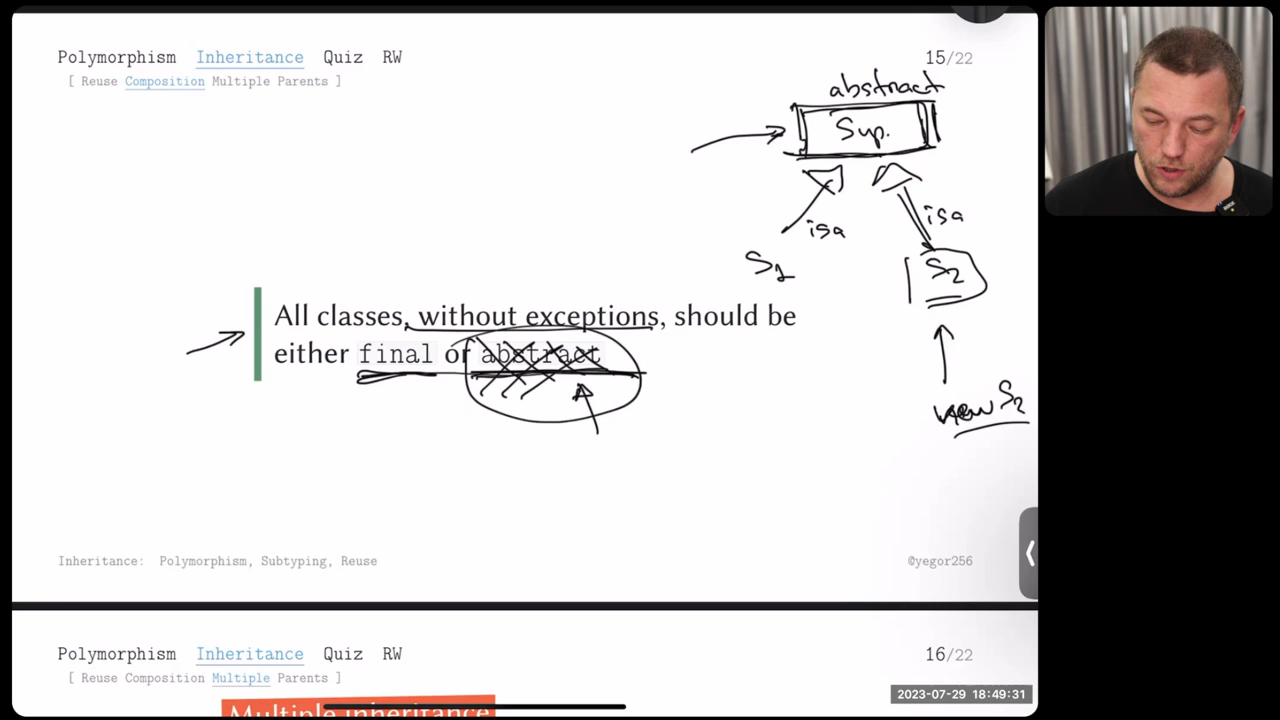 Polymorphism Inheritance Quiz RW 15/22
[ Reuse Composition Multiple Parents ]
abstract
Sup.
isa
isa
S1
S2
All classes, without exceptions, should be
either final or abstract
new S2
Inheritance: Polymorphism, Subtyping, Reuse @yegor256
Polymorphism Inheritance Quiz RW 16/22
[ Reuse Composition Multiple Parents ]
Multiple inheritance
2023-07-29 18:49:31